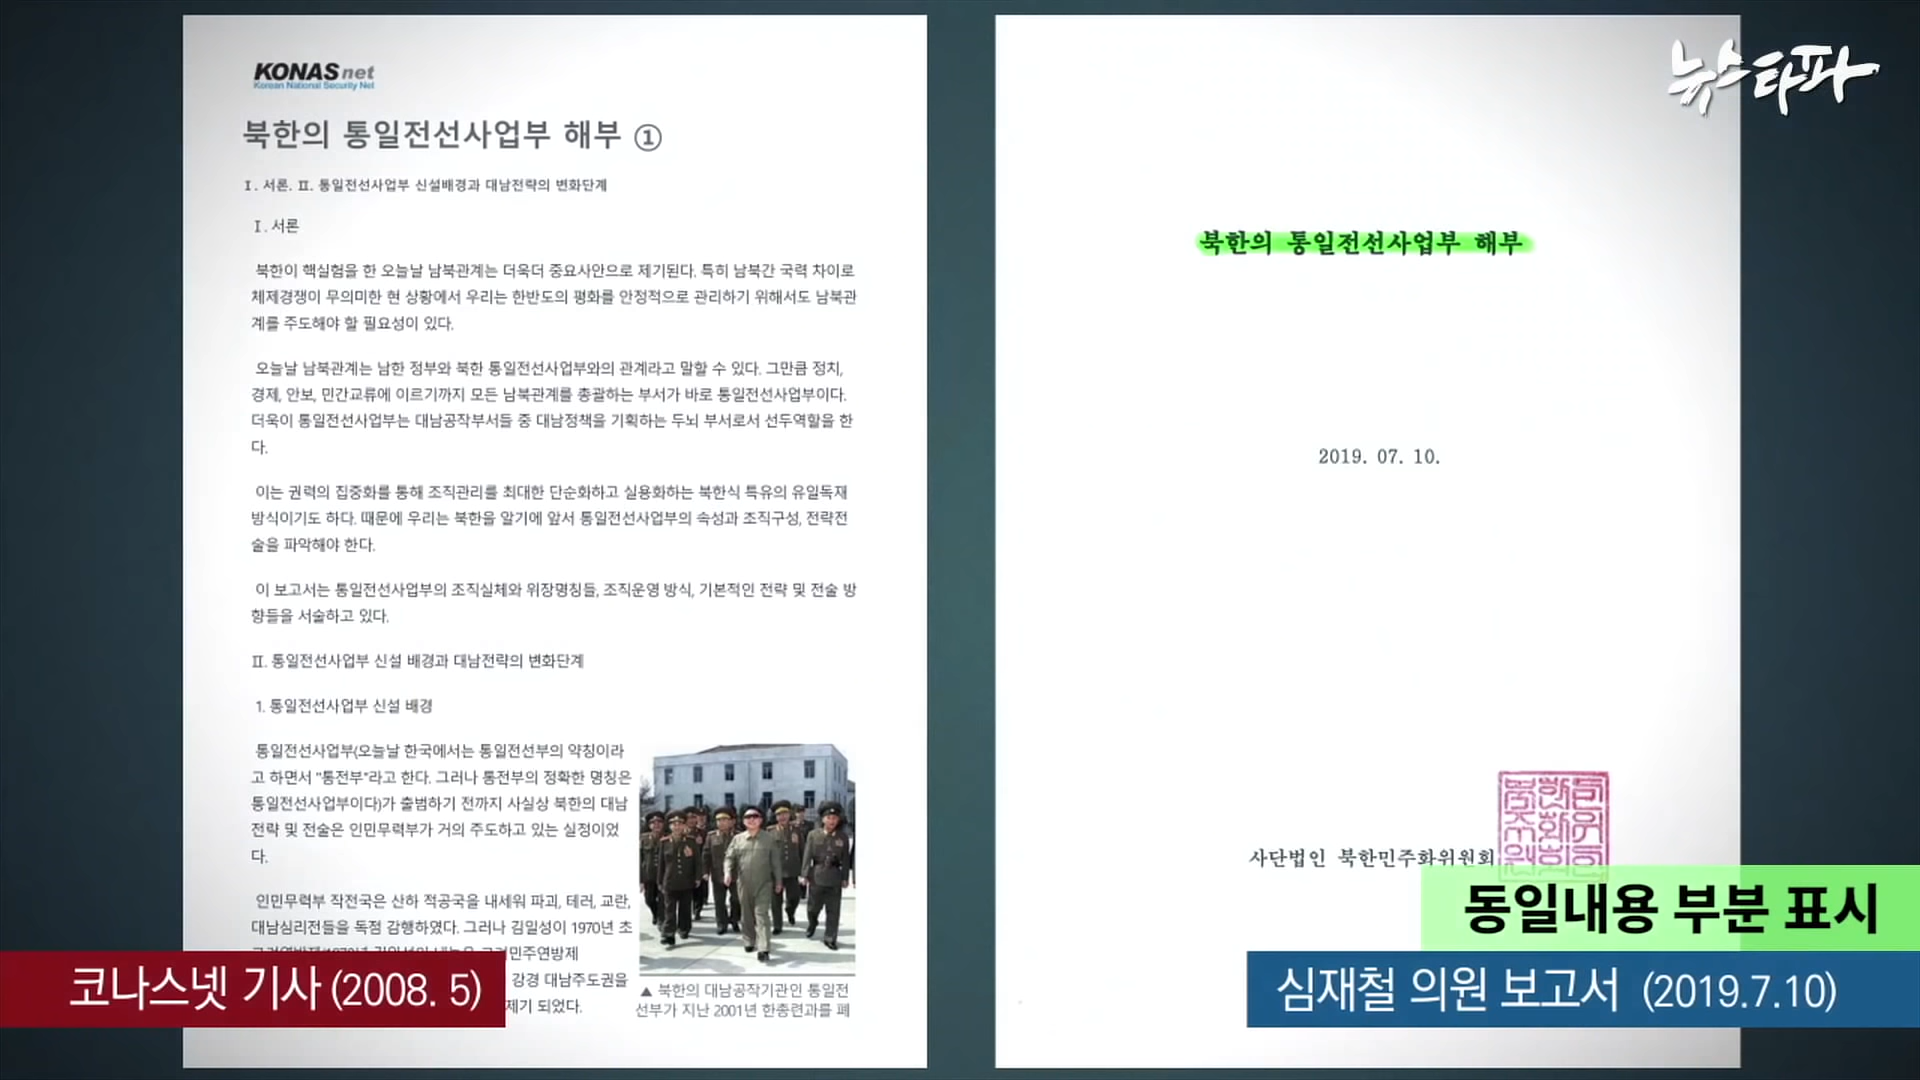 KONAS net
Korean National Security Net
북한의 통일전선사업부 해부 ①
Ⅰ. 서론. Ⅱ. 통일전선사업부 신설배경과 대남전략의 변화단계
Ⅰ. 서론
북한이 핵실험을 한 오늘날 남북관계는 더욱더 중요사안으로 제기된다. 특히 남북간 국력 차이로
체제경쟁이 무의미한 현 상황에서 우리는 한반도의 평화를 안정적으로 관리하기 위해서도 남북관
계를 주도해야 할 필요성이 있다.
오늘날 남북관계는 남한 정부와 북한 통일전선사업부와의 관계라고 말할 수 있다. 그만큼 정치,
경제, 안보, 민간교류에 이르기까지 모든 남북관계를 총괄하는 부서가 바로 통일전선사업부이다.
더욱이 통일전선사업부는 대남공작부서들 중 대남정책을 기획하는 두뇌 부서로서 선두역할을 한
다.
이는 권력의 집중화를 통해 조직관리를 최대한 단순화하고 실용화하는 북한식 특유의 유일독재
방식이기도 하다. 때문에 우리는 북한을 알기에 앞서 통일전선사업부의 속성과 조직구성, 전략전
술을 파악해야 한다.
이 보고서는 통일전선사업부의 조직실체와 위장명칭들, 조직운영 방식, 기본적인 전략 및 전술 방
향들을 서술하고 있다.
Ⅱ. 통일전선사업부 신설 배경과 대남전략의 변화단계
1. 통일전선사업부 신설 배경
통일전선사업부(오늘날 한국에서는 통일전선부의 약칭이라
고 하면서 "통전부"라고 한다. 그러나 통전부의 정확한 명칭은
통일전선사업부이다)가 출범하기 전까지 사실상 북한의 대남
전략 및 전술은 인민무력부가 거의 주도하고 있는 실정이었
다.
인민무력부 작전국은 산하 적공국을 내세워 파괴, 테러, 교란,
대남심리전들을 독점 감행하였다. 그러나 김일성이 1970년 초
강경 대남주도권을
제기 되었다.
▲ 북한의 대남공작기관인 통일전
선부가 지난 2001년 한총련과를 폐
코나스넷 기사 (2008. 5)
뉴스타파
북한의 통일전선사업부 해부
2019. 07. 10.
사단법인 북한민주화위원회
동일내용 부분 표시
심재철 의원 보고서 (2019.7.10)